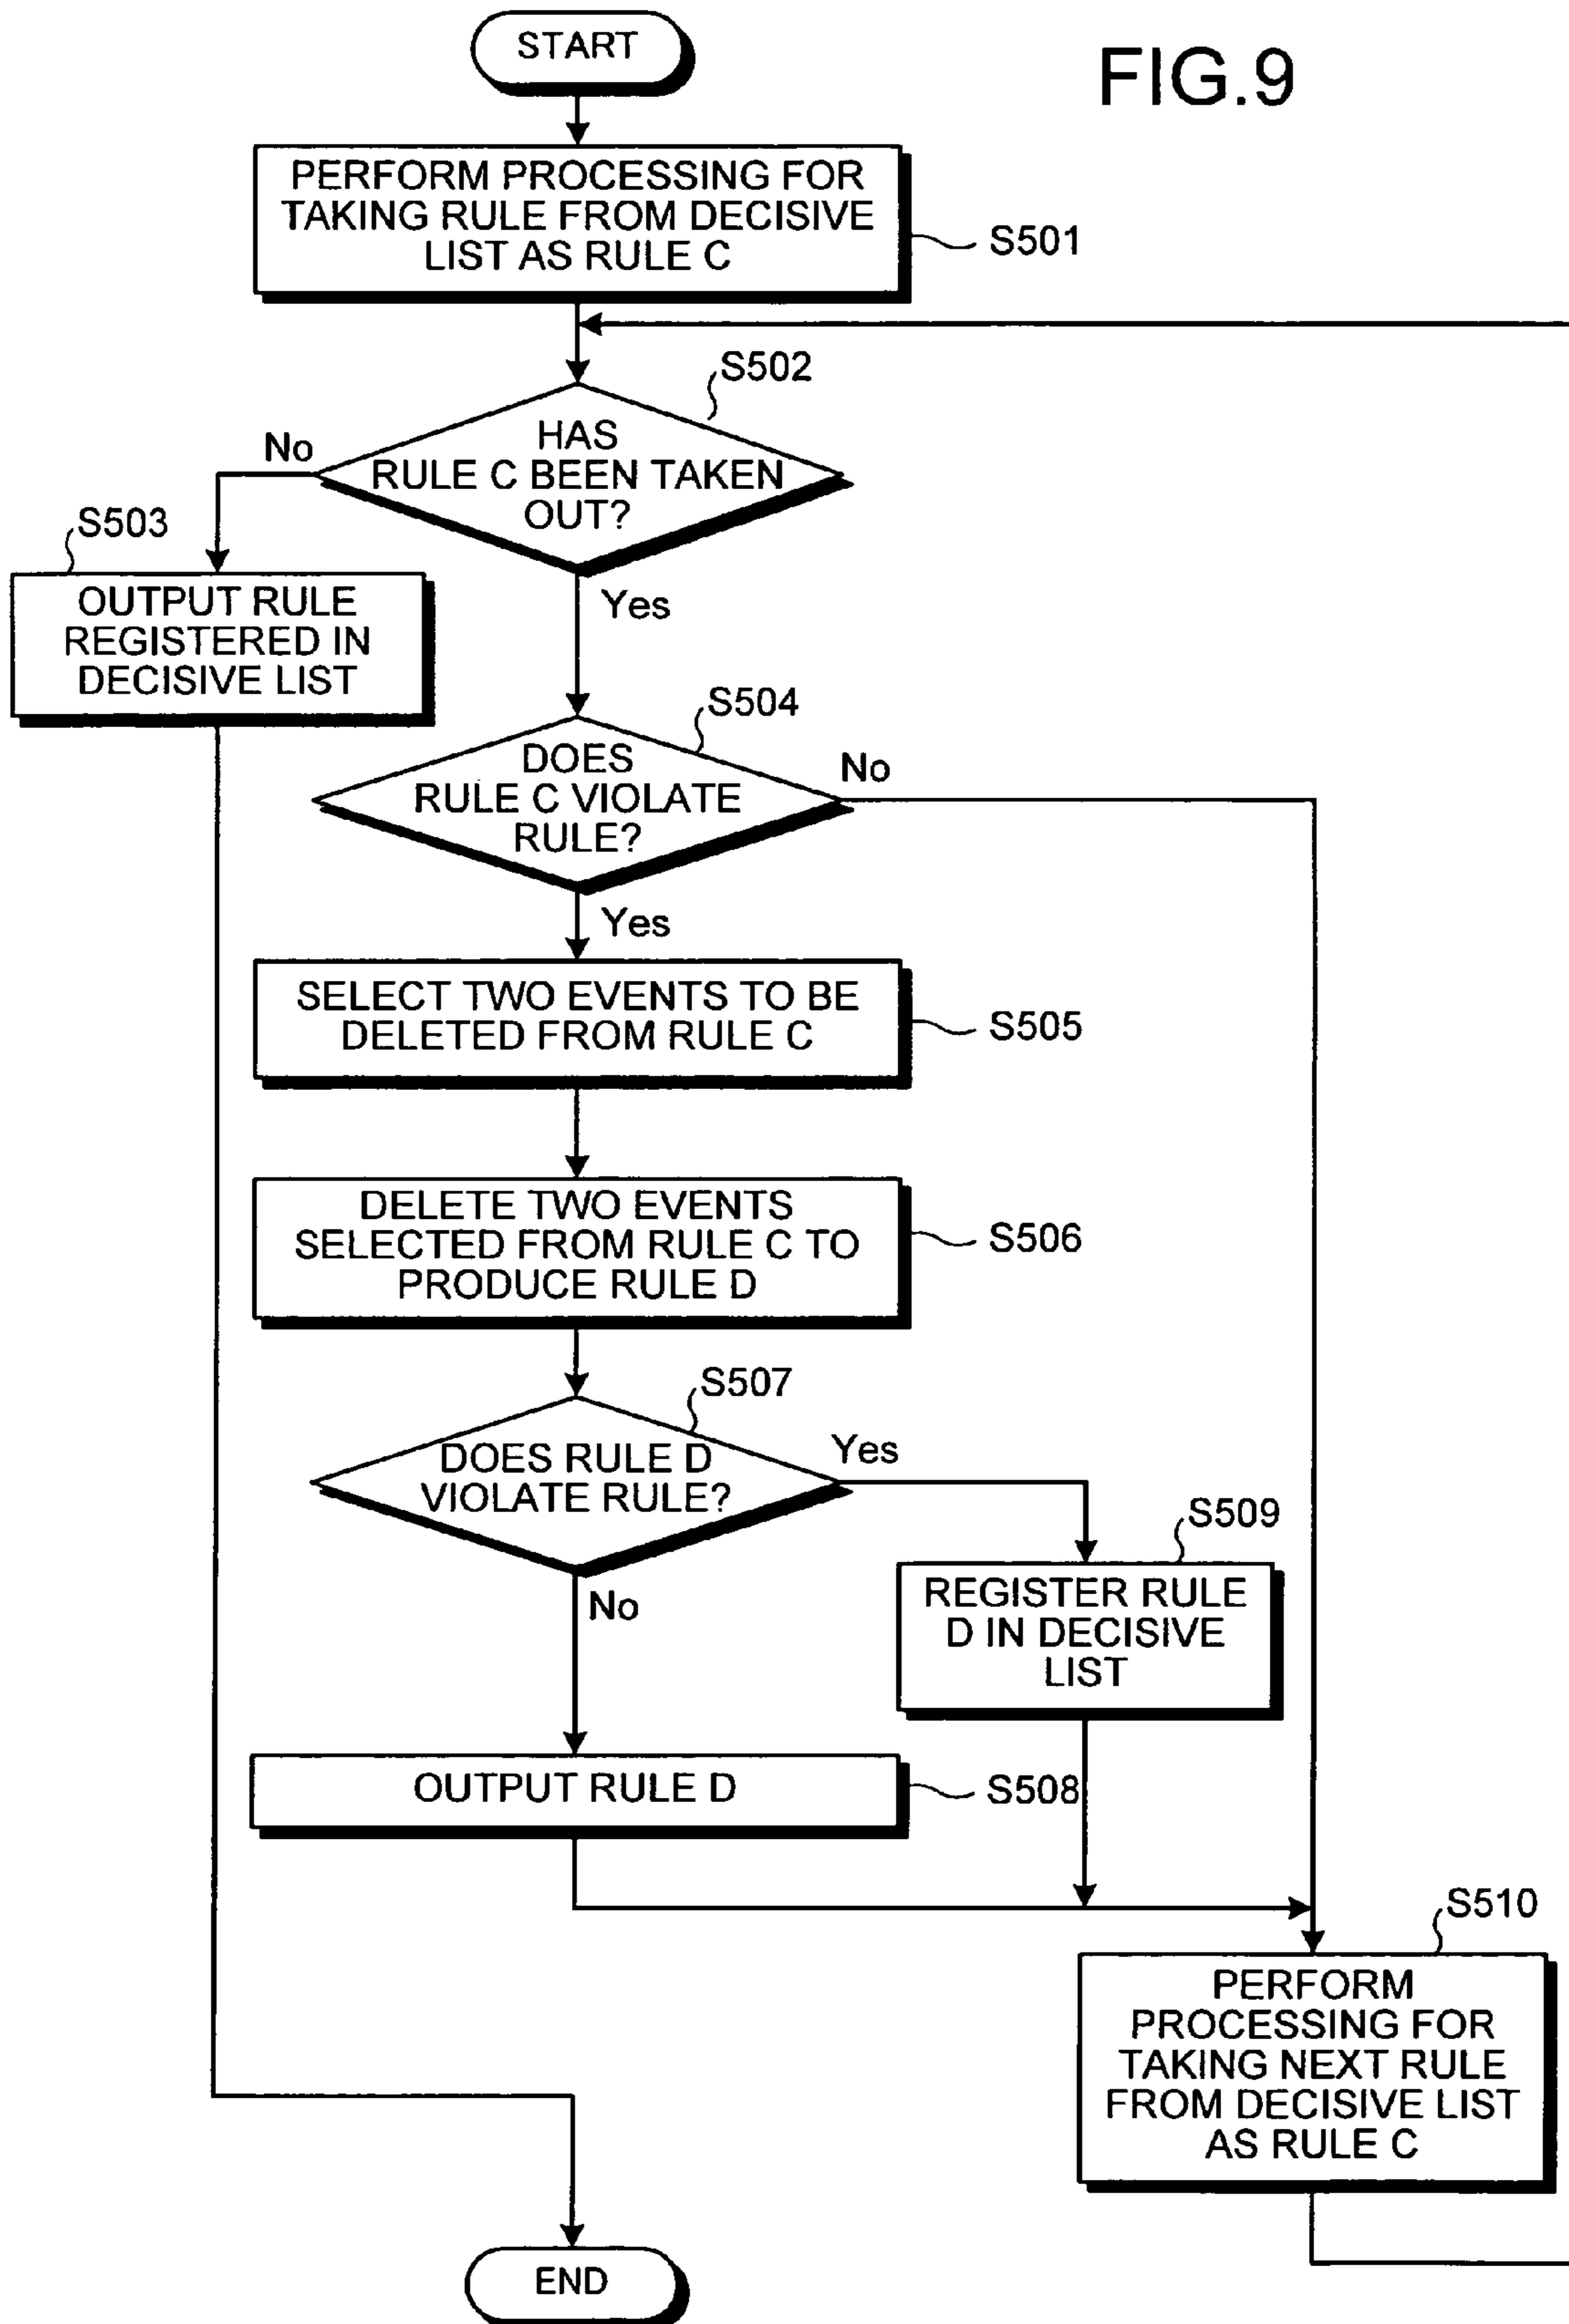 START
FIG.9
PERFORM PROCESSING FOR
TAKING RULE FROM DECISIVE
LIST AS RULE C
S501
S502
HAS
RULE C BEEN TAKEN
OUT?
No
Yes
S503
OUTPUT RULE
REGISTERED IN
DECISIVE LIST
S504
DOES
RULE C VIOLATE
RULE?
No
Yes
SELECT TWO EVENTS TO BE
DELETED FROM RULE C
S505
DELETE TWO EVENTS
SELECTED FROM RULE C TO
PRODUCE RULE D
S506
S507
DOES RULE D
VIOLATE RULE?
Yes
No
S509
REGISTER RULE
D IN DECISIVE
LIST
OUTPUT RULE D
S508
S510
PERFORM
PROCESSING FOR
TAKING NEXT RULE
FROM DECISIVE LIST
AS RULE C
END